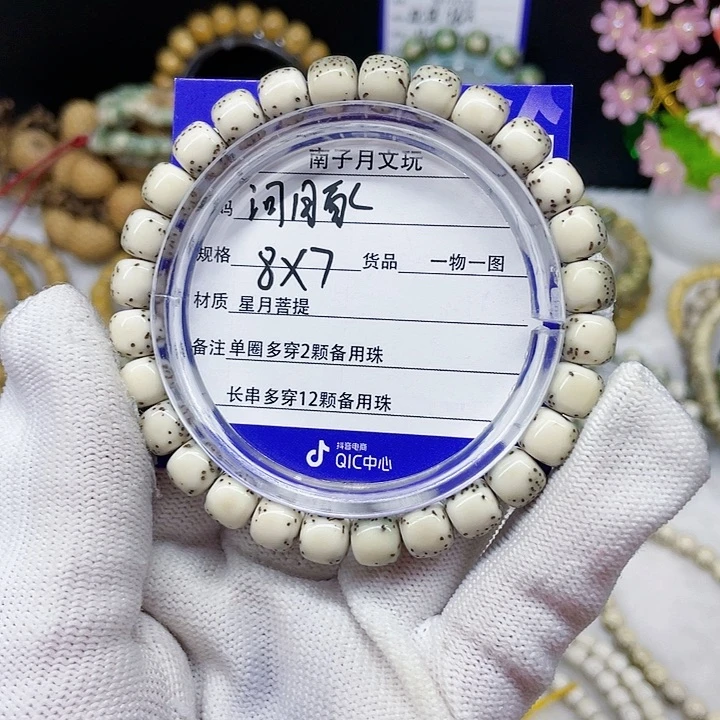 南子月文玩
码
规格 8X7 货品 一物一图
材质 星月菩提
备注 单圈多穿2颗备用珠
长串多穿12颗备用珠
抖音电商
QIC中心